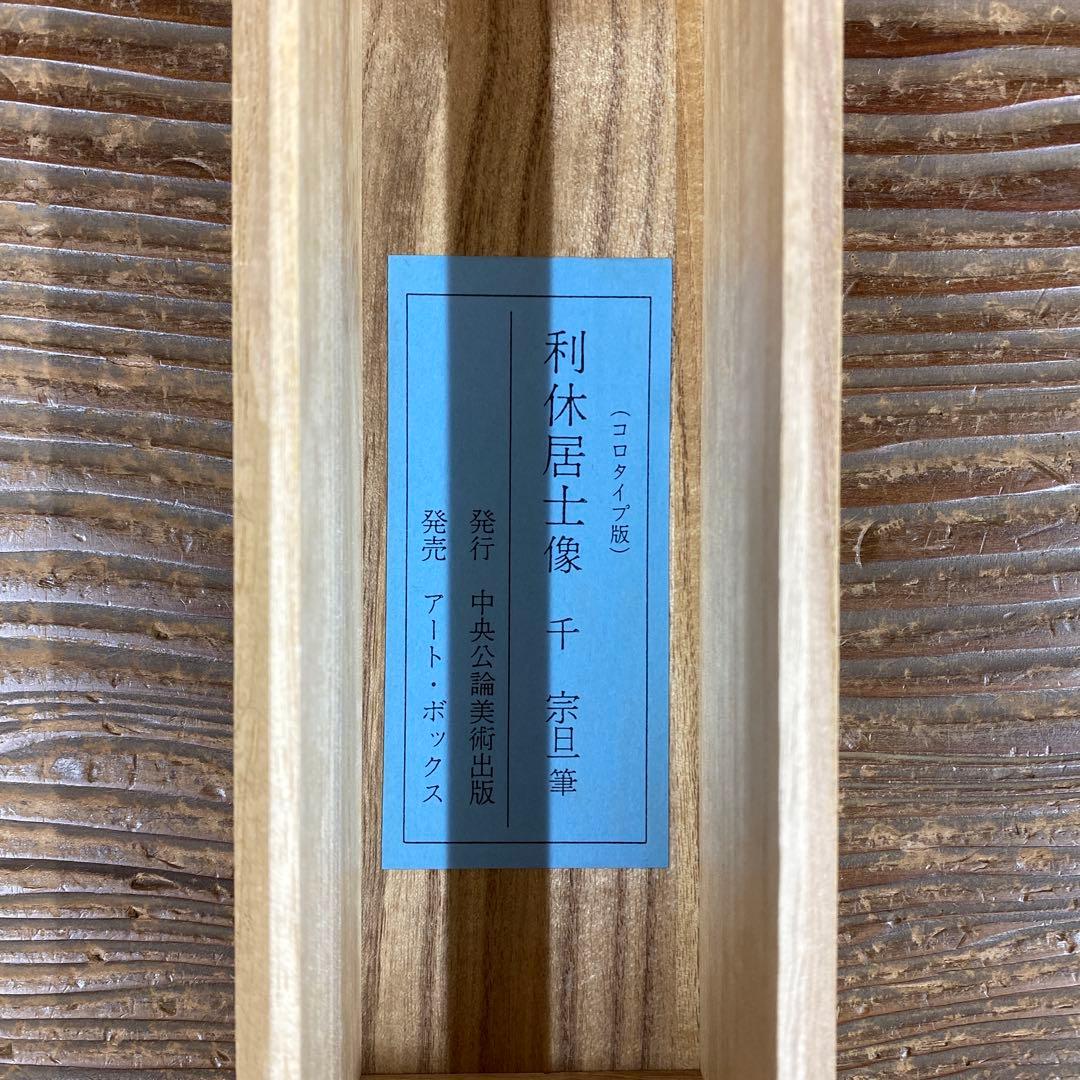 （コロタイプ版）
利休居士像　千　宗旦筆
発行　中央公論美術出版
発売　アート・ボックス